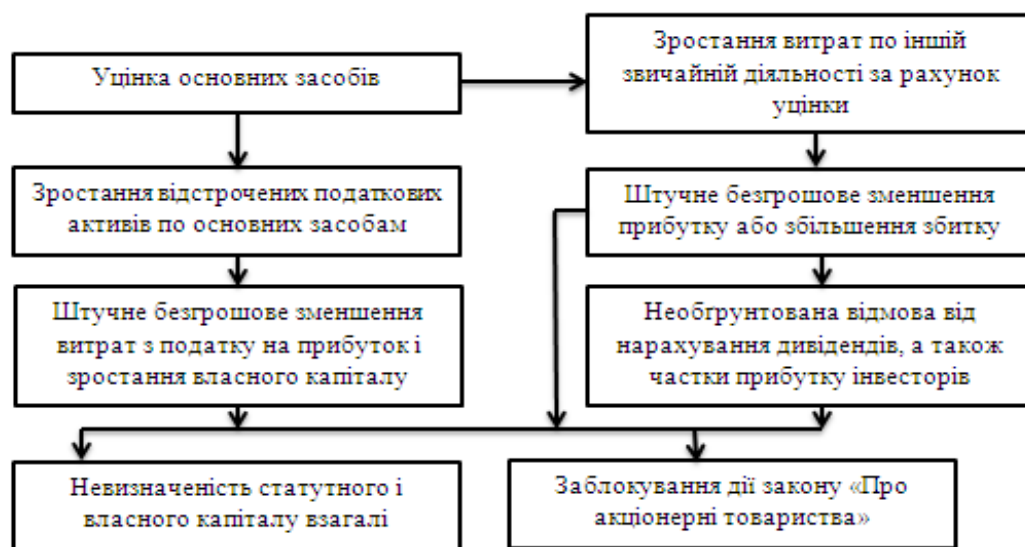 Уцінка основних засобів
Зростання витрат по іншій
звичайній діяльності за рахунок
уцінки
Зростання відстрочених податкових
активів по основних засобам
Штучне безгрошове зменшення
прибутку або збільшення збитку
Штучне безгрошове зменшення
витрат з податку на прибуток і
зростання власного капіталу
Необґрунтована відмова від
нарахування дивідендів, а також
частки прибутку інвесторів
Невизначеність статутного і
власного капіталу взагалі
Заблокування дії закону «Про
акціонерні товариства»